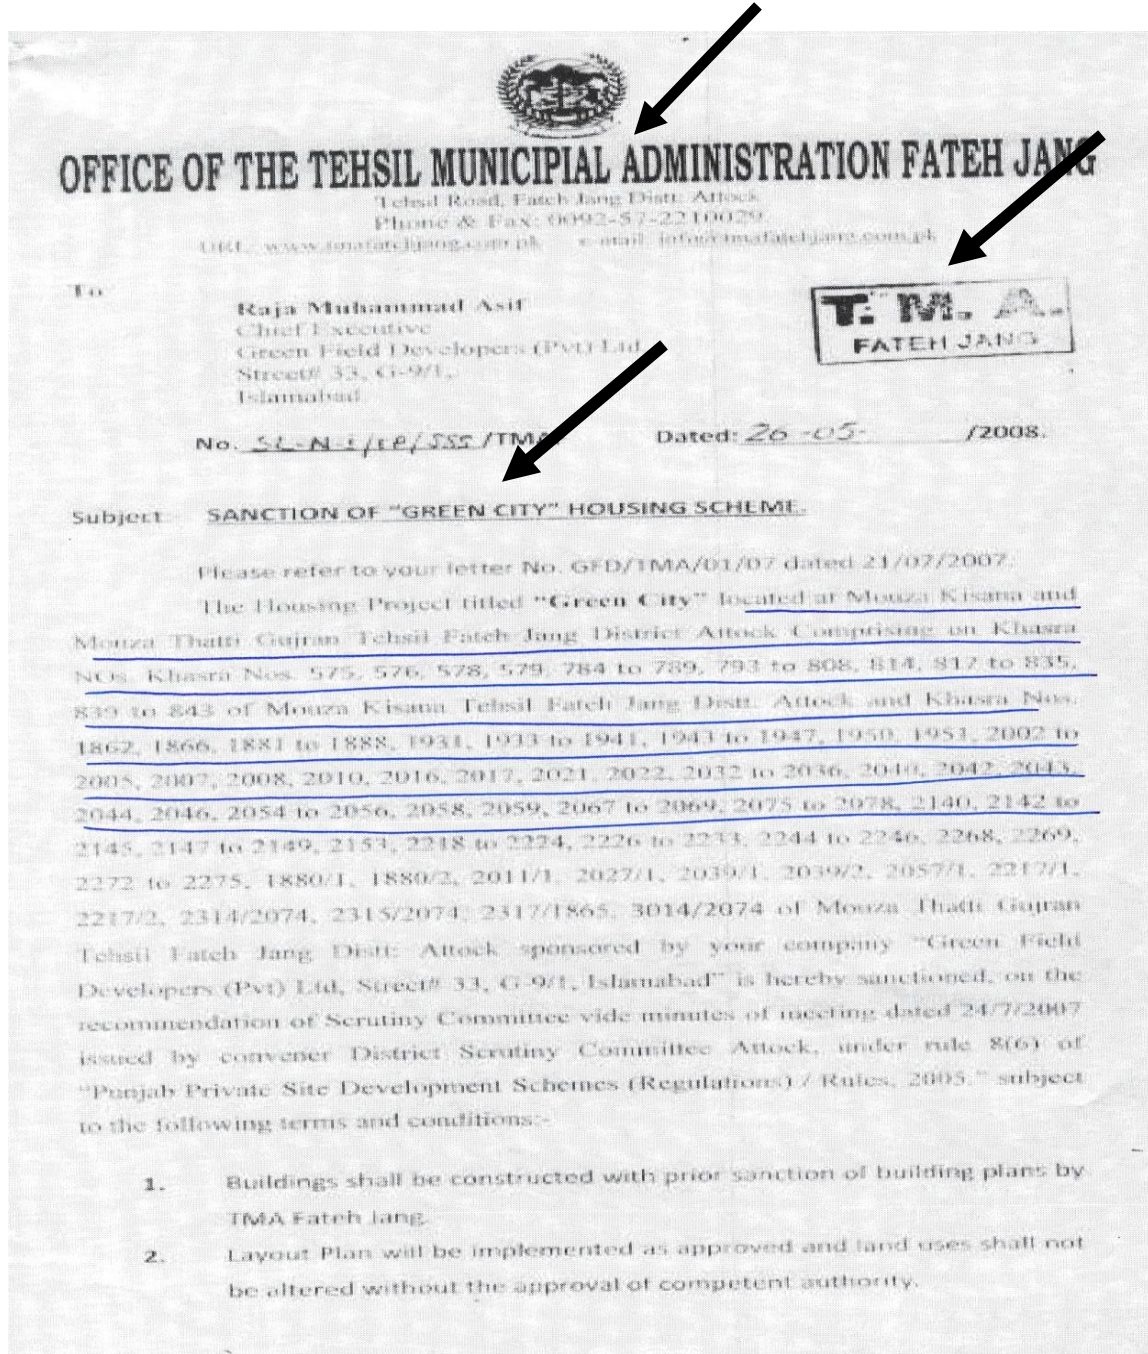 OFFICE OF THE TEHSIL MUNICIPIAL ADMINISTRATION FATEH JANG
Tehsil Road, Fateh Jang Distt: Attock
Phone & Fax: 0092-57-2210029
URL: www.tmafatehjang.com.pk e-mail: info@tmafatehjang.com.pk
To
Raja Muhammad Asif
Chief Executive
Green Field Developers (Pvt) Ltd
Street# 33, G-9/1,
Islamabad
T. M. A.
FATEH JANG
No. /TMA Dated: 26-05- /2008.
Subject SANCTION OF "GREEN CITY" HOUSING SCHEME.
Please refer to your letter No. GFD/TMA/01/07 dated 21/07/2007.
The Housing Project titled "Green City" located at Mouza Kisana and
Mouza Thatti Gujran Tehsil Fateh Jang District Attock Comprising on Khasra
NOs. Khasra Nos. 575, 576, 578, 579, 784 to 789, 793 to 808, 814, 817 to 835,
839 to 843 of Mouza Kisana Tehsil Fateh Jang Distt. Attock and Khasra Nos.
1862, 1866, 1881 to 1888, 1931, 1933 to 1941, 1943 to 1947, 1950, 1951, 2002 to
2005, 2007, 2008, 2010, 2016, 2017, 2021, 2022, 2032 to 2036, 2040, 2042, 2043,
2044, 2046, 2054 to 2056, 2058, 2059, 2067 to 2069, 2075 to 2078, 2140, 2142 to
2145, 2147 to 2149, 2153, 2218 to 2224, 2226 to 2233, 2244 to 2246, 2268, 2269,
2272 to 2275, 1880/1, 1880/2, 2011/1, 2027/1, 2039/1, 2039/2, 2057/1, 2217/1,
2217/2, 2314/2074, 2315/2074, 2317/1865, 3014/2074 of Mouza Thatti Gujran
Tehsil Fateh Jang Distt: Attock sponsored by your company "Green Field
Developers (Pvt) Ltd, Street# 33, G-9/1, Islamabad" is hereby sanctioned, on the
recommendation of Scrutiny Committee vide minutes of meeting dated 24/7/2007
issued by convener District Scrutiny Committee Attock, under rule 8(6) of
"Punjab Private Site Development Schemes (Regulations) / Rules, 2005." subject
to the following terms and conditions:-
1. Buildings shall be constructed with prior sanction of building plans by
TMA Fateh Jang.
2. Layout Plan will be implemented as approved and land uses shall not
be altered without the approval of competent authority.